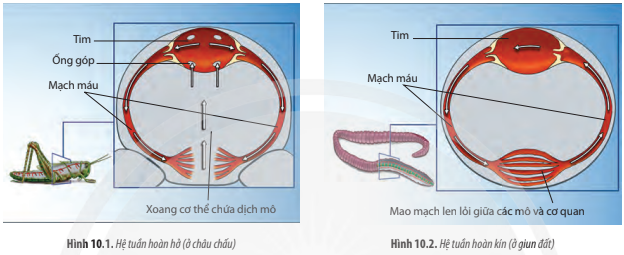 Tim
Ống góp
Mạch máu
Xoang cơ thể chứa dịch mô
Hình 10.1. Hệ tuần hoàn hở (ở châu chấu)
Tim
Mạch máu
Mao mạch len lỏi giữa các mô và cơ quan
Hình 10.2. Hệ tuần hoàn kín (ở giun đất)